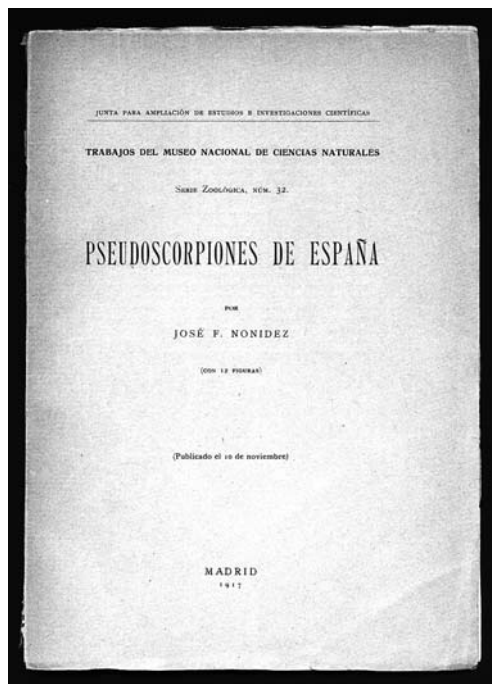 JUNTA PARA AMPLIACIÓN DE ESTUDIOS E INVESTIGACIONES CIENTÍFICAS
TRABAJOS DEL MUSEO NACIONAL DE CIENCIAS NATURALES
SERIE ZOOLÓGICA, NÚM. 32.
PSEUDOSCORPIONES DE ESPAÑA
POR
JOSÉ F. NONIDEZ
(CON 12 FIGURAS)
(Publicado el 10 de noviembre)
MADRID
1917